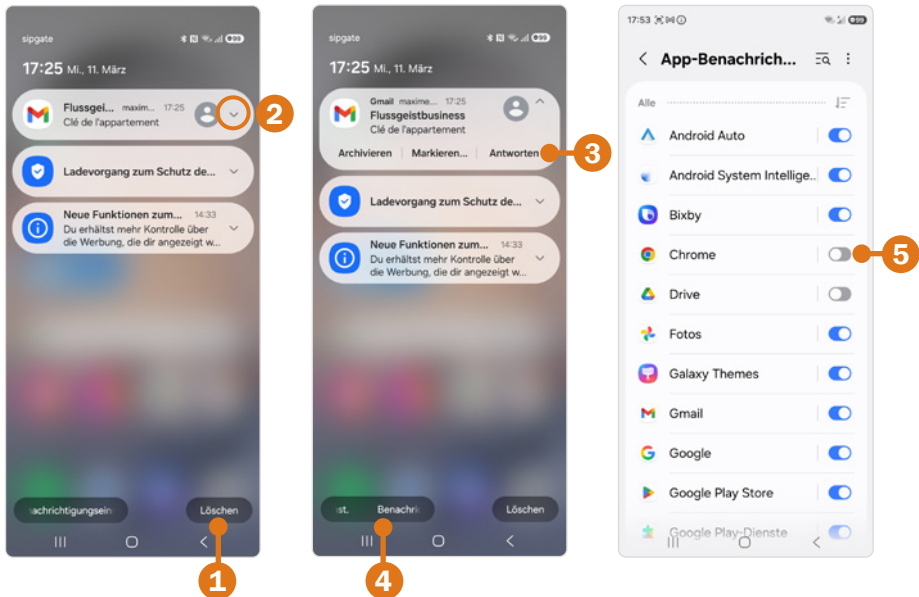 sipgate
17:25 Mi., 11. März
Flussgei... maxim... 17:25
Clé de l'appartement
2
Ladevorgang zum Schutz de...
Neue Funktionen zum... 14:33
Du erhältst mehr Kontrolle über
die Werbung, die dir angezeigt w...
achrichtigungsein
Löschen
1
sipgate
17:25 Mi., 11. März
Gmail maxime... 17:25
Flussgeistbusiness
Clé de l'appartement
Archivieren Markieren... Antworten
3
Ladevorgang zum Schutz de...
Neue Funktionen zum... 14:33
Du erhältst mehr Kontrolle über
die Werbung, die dir angezeigt w...
st. Benachri
Löschen
4
17:53
99
App-Benachrich...
Alle
Android Auto
Android System Intellige..
Bixby
Chrome
5
Drive
Fotos
Galaxy Themes
Gmail
Google
Google Play Store
Google Play-Dienste